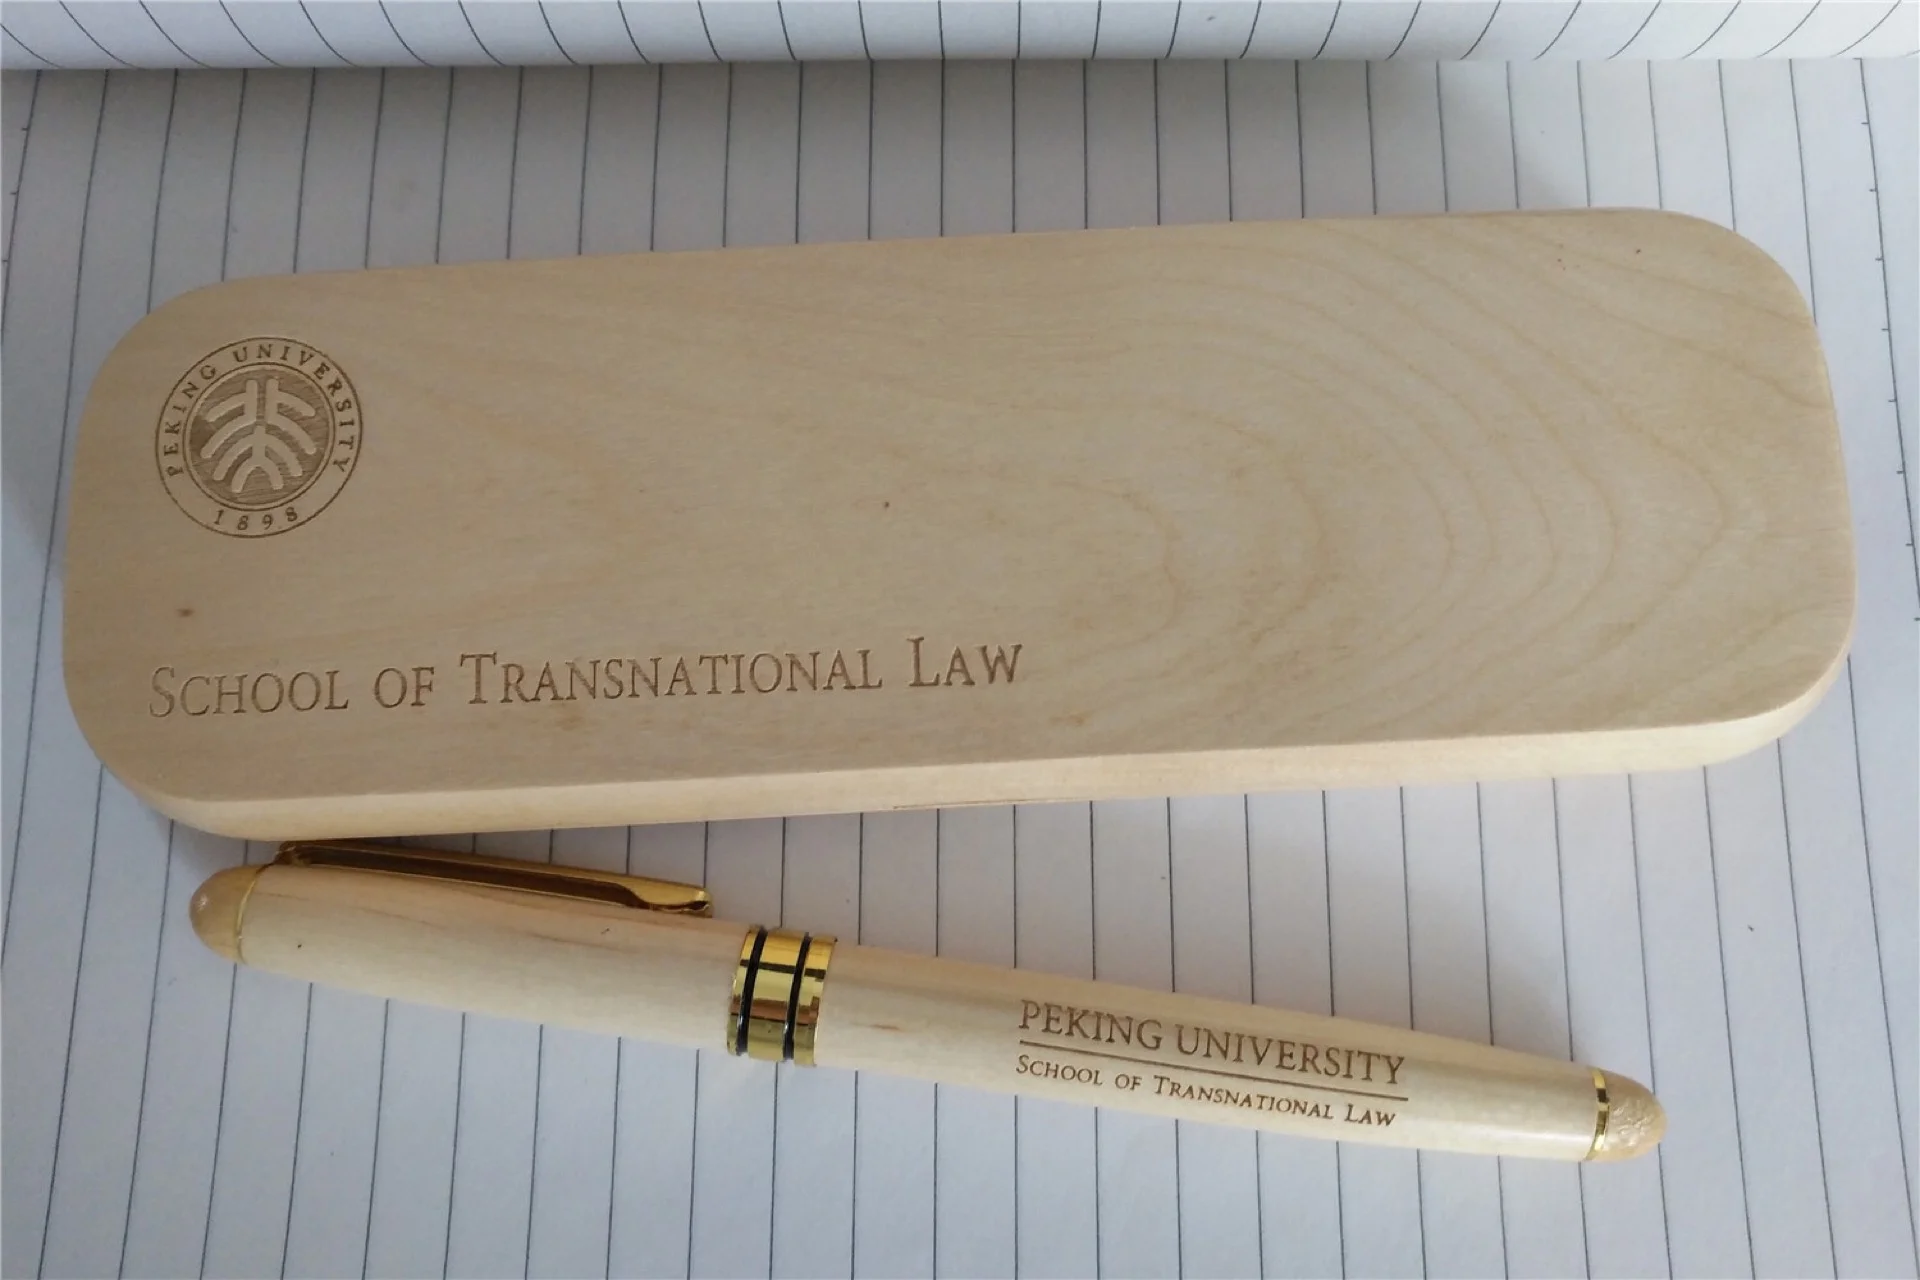 PEKING UNIVERSITY
1898
SCHOOL OF TRANSNATIONAL LAW
PEKING UNIVERSITY
SCHOOL OF TRANSNATIONAL LAW